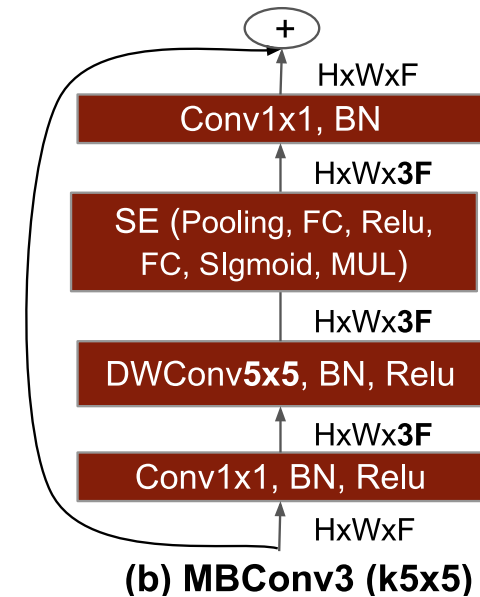 +
HxWxF
Conv1x1, BN
HxWx3F
SE (Pooling, FC, Relu,
FC, SIgmoid, MUL)
HxWx3F
DWConv5x5, BN, Relu
HxWx3F
Conv1x1, BN, Relu
HxWxF
(b) MBConv3 (k5x5)